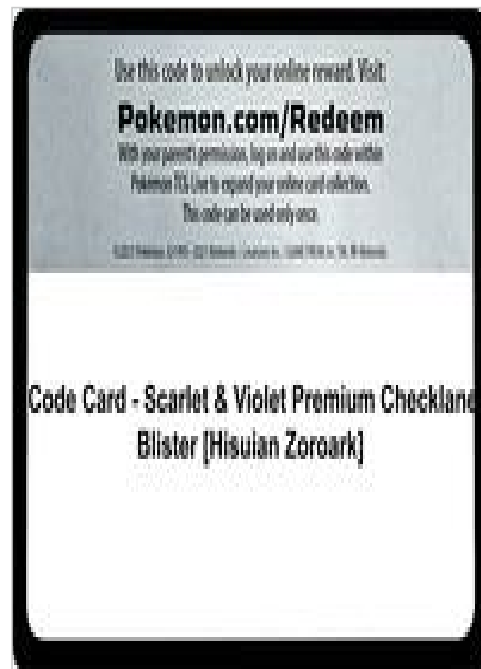 Use this code to unlock your online reward. Visit:
Pokemon.com/Redeem
With your parent's permission, log on and use this code within
Pokémon TCG Live to expand your online card collection.
This code can be used only once.
Code Card - Scarlet & Violet Premium Checklane
Blister [Hisuian Zoroark]